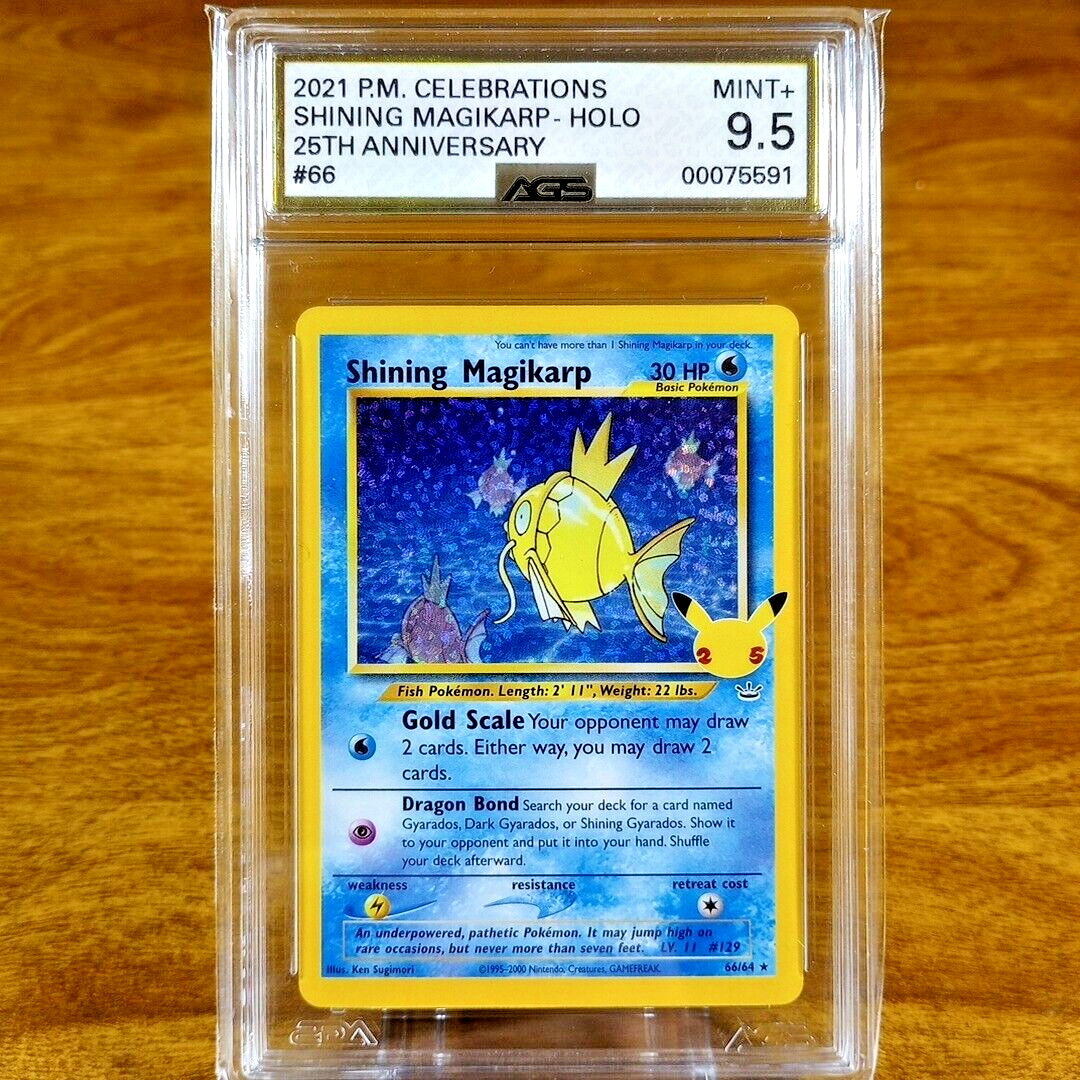 2021 P.M. CELEBRATIONS
MINT+
SHINING MAGIKARP - HOLO
9.5
25TH ANNIVERSARY
#66
AGS
00075591
You can't have more than 1 Shining Magikarp in your deck.
Shining Magikarp
30 HP
Basic Pokémon
25
Fish Pokémon. Length: 2' 11", Weight: 22 lbs.
Gold Scale Your opponent may draw
2 cards. Either way, you may draw 2
cards.
Dragon Bond Search your deck for a card named
Gyarados, Dark Gyarados, or Shining Gyarados. Show it
to your opponent and put it into your hand. Shuffle
your deck afterward.
weakness
resistance
retreat cost
An underpowered, pathetic Pokémon. It may jump high on
rare occasions, but never more than seven feet. LV. 11 #129
Illus. Ken Sugimori
©1995-2000 Nintendo, Creatures, GAMEFREAK.
66/64 ★
AGS